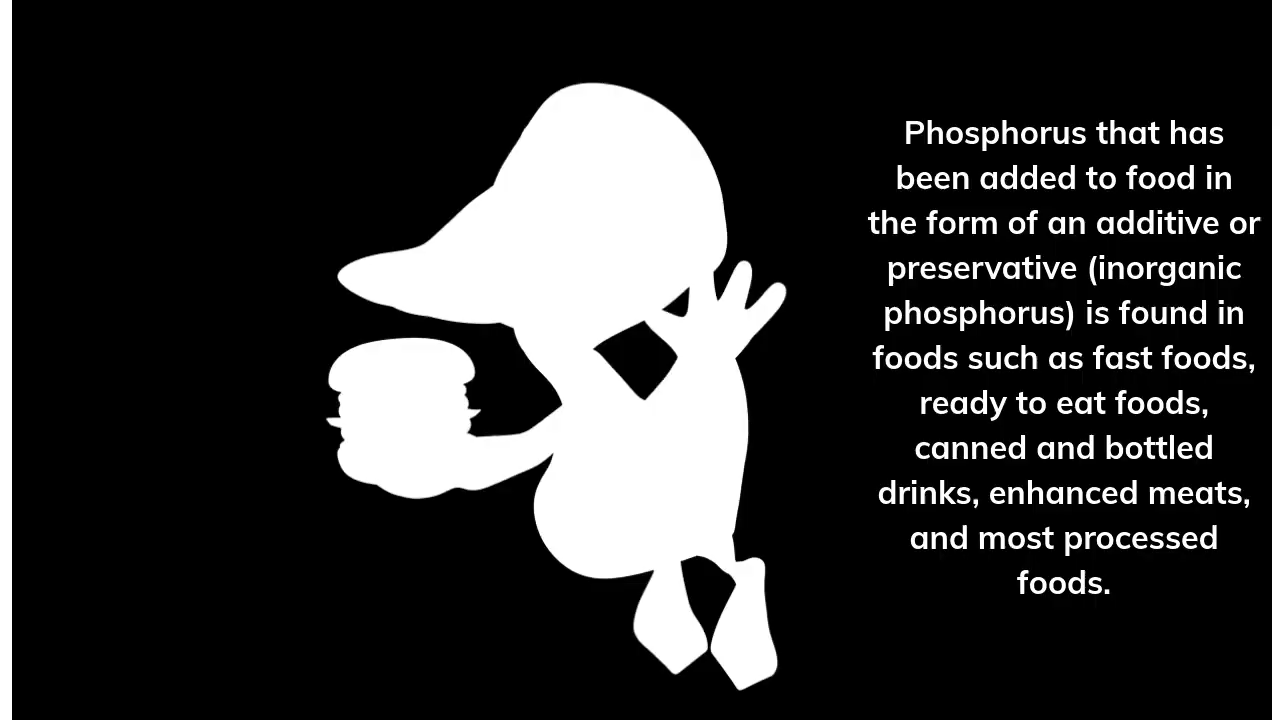 Phosphorus that has
been added to food in
the form of an additive or
preservative (inorganic
phosphorus) is found in
foods such as fast foods,
ready to eat foods,
canned and bottled
drinks, enhanced meats,
and most processed
foods.